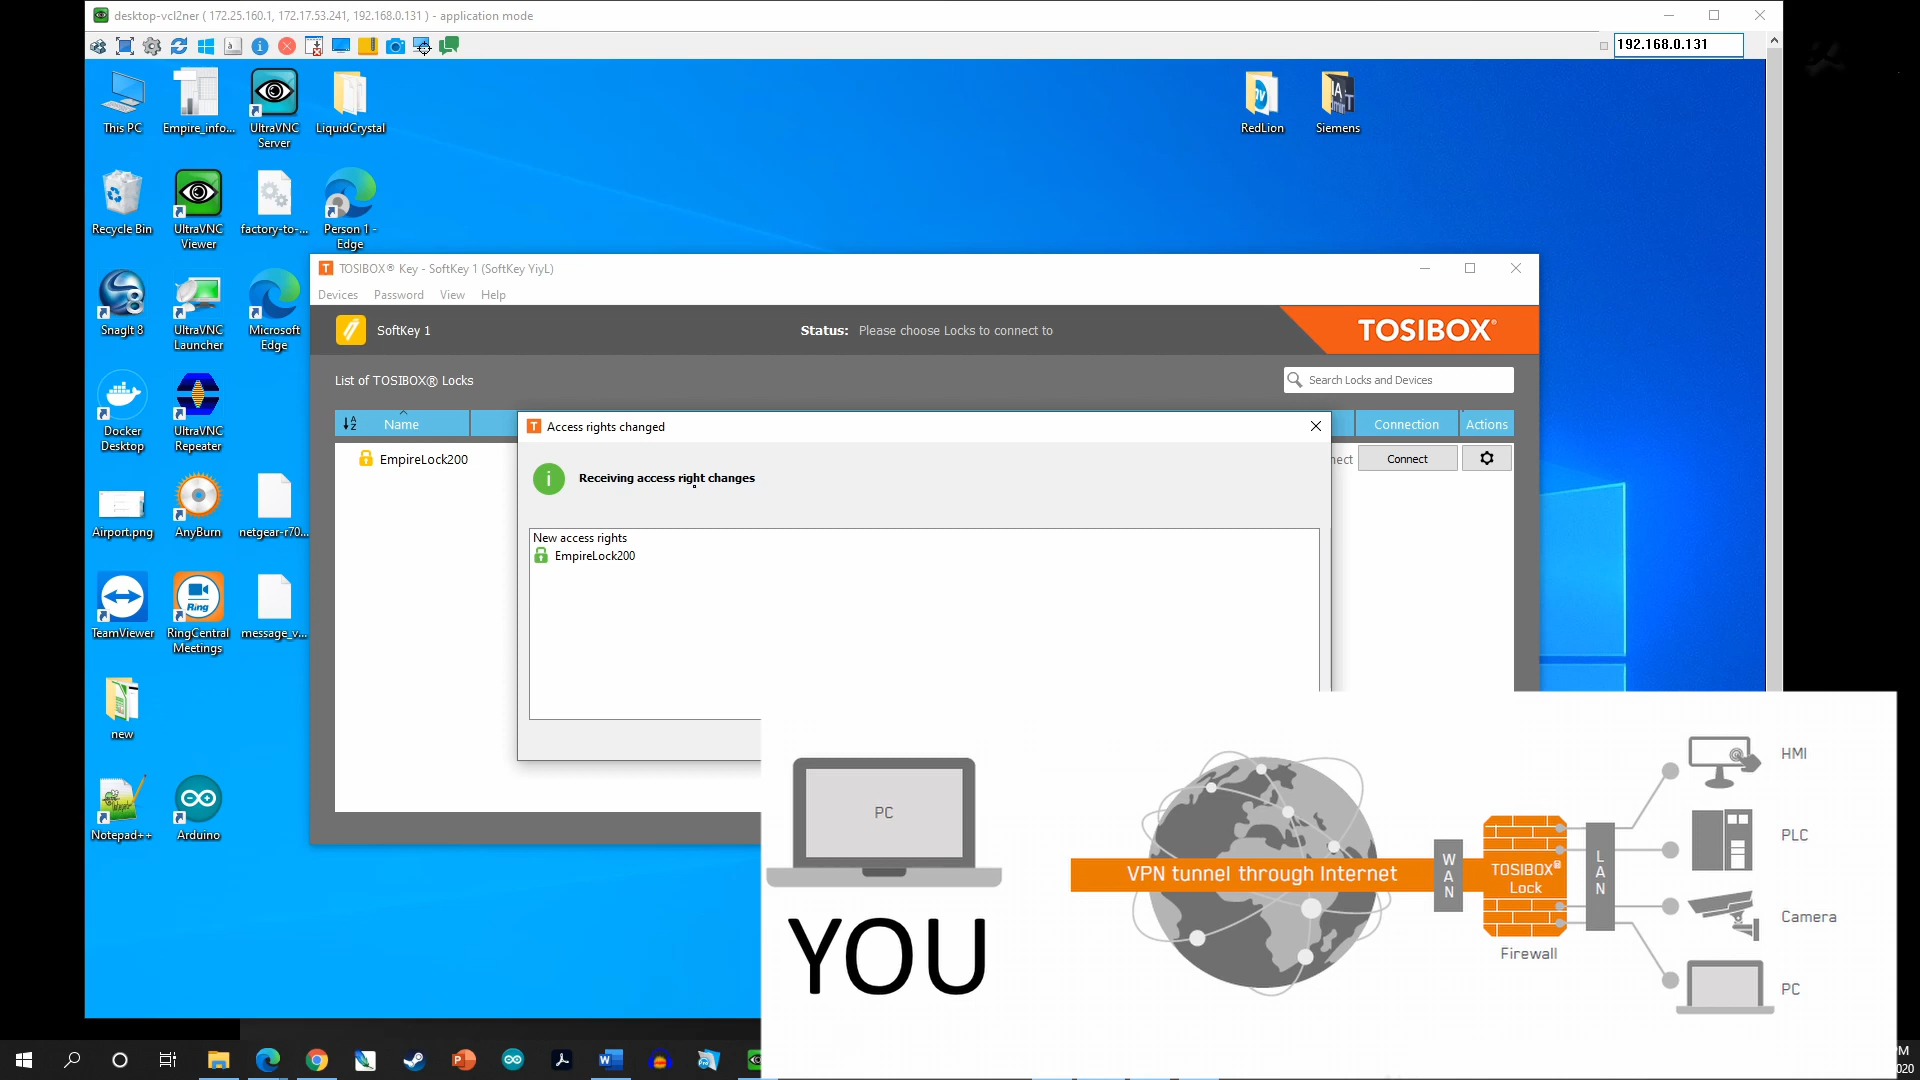 desktop-vcl2ner ( 172.25.160.1, 172.17.53.241, 192.168.0.131 ) - application mode
192.168.0.131
This PC
Empire_info...
UltraVNC
Server
LiquidCrystal
RedLion
Siemens
Recycle Bin
UltraVNC
Viewer
factory-to-...
Person 1 -
Edge
SnagIt 8
UltraVNC
Launcher
Microsoft
Edge
Docker
Desktop
UltraVNC
Repeater
Airport.png
AnyBurn
netgear-r70...
TeamViewer
RingCentral
Meetings
message_v...
Ring
new
Notepad++
Arduino
TOSIBOX® Key - SoftKey 1 (SoftKey YiyL)
Devices Password View Help
SoftKey 1
Status: Please choose Locks to connect to
TOSIBOX®
List of TOSIBOX® Locks
Search Locks and Devices
Name
Connection
Actions
EmpireLock200
nect
Connect
Access rights changed
Receiving access right changes
New access rights
EmpireLock200
PC
YOU
VPN tunnel through Internet
WAN
TOSIBOX®
Lock
Firewall
LAN
HMI
PLC
Camera
PC
PM
020